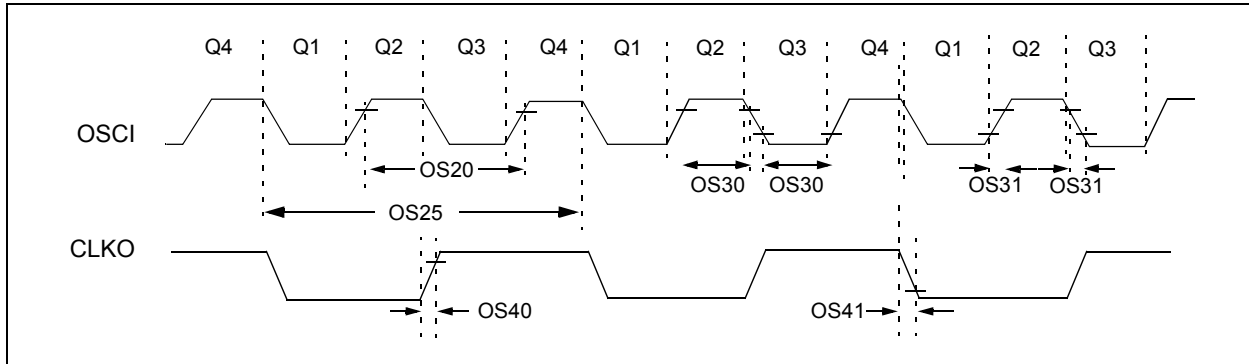 Q4 Q1 Q2 Q3 Q4 Q1 Q2 Q3 Q4 Q1 Q2 Q3
OSCI
OS20 OS30 OS30 OS31 OS31
OS25
CLKO
OS40 OS41